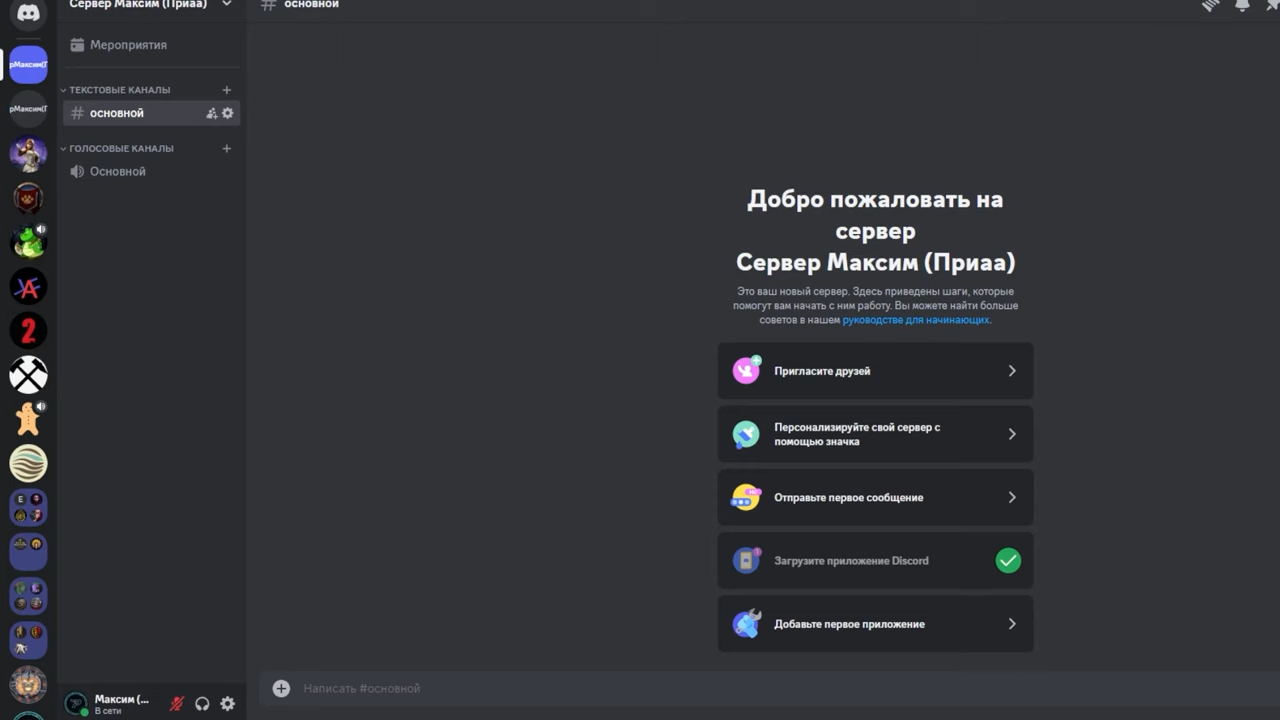 Сервер Максим (Приаа)
основной
Мероприятия
рМаксим(П
рМаксим(П
ТЕКСТОВЫЕ КАНАЛЫ
основной
ГОЛОСОВЫЕ КАНАЛЫ
Основной
Добро пожаловать на
сервер
Сервер Максим (Приаа)
Это ваш новый сервер. Здесь приведены шаги, которые
помогут вам начать с ним работу. Вы можете найти больше
советов в нашем руководстве для начинающих.
Пригласите друзей
Персонализируйте свой сервер с
помощью значка
Отправьте первое сообщение
Загрузите приложение Discord
Добавьте первое приложение
Написать #основной
Максим (...
В сети
2
E